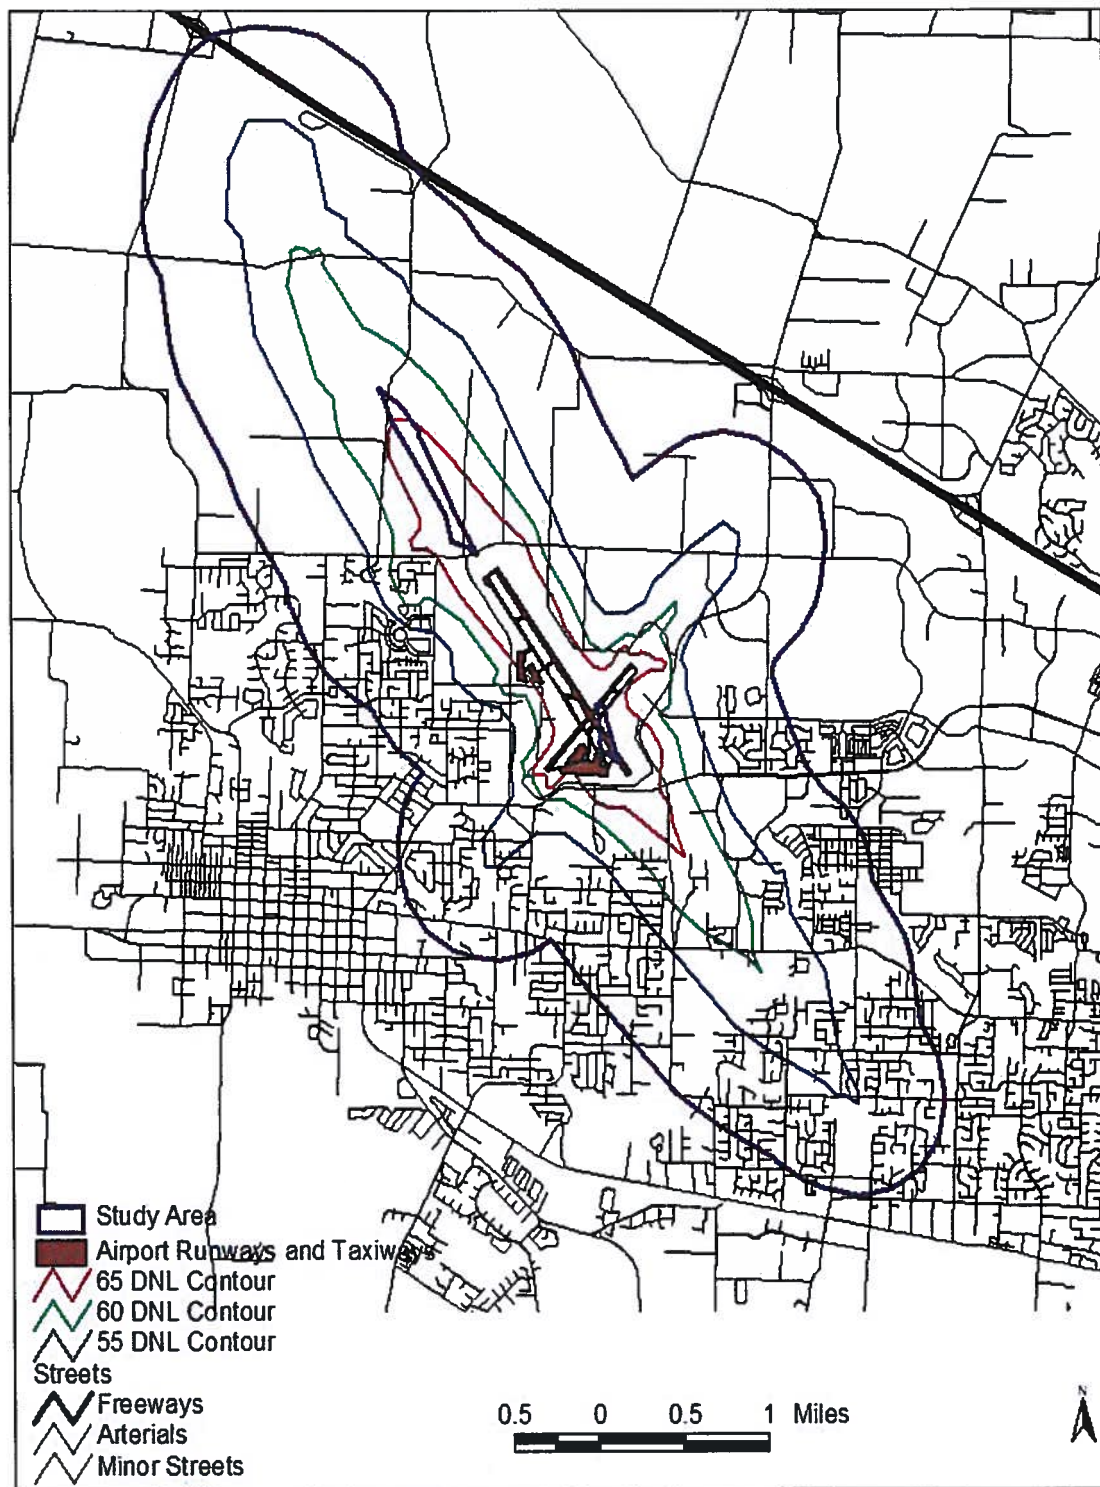 Study Area
Airport Runways and Taxiways
65 DNL Contour
60 DNL Contour
55 DNL Contour
Streets
Freeways
Arterials
Minor Streets
0.5 0 0.5 1 Miles
N